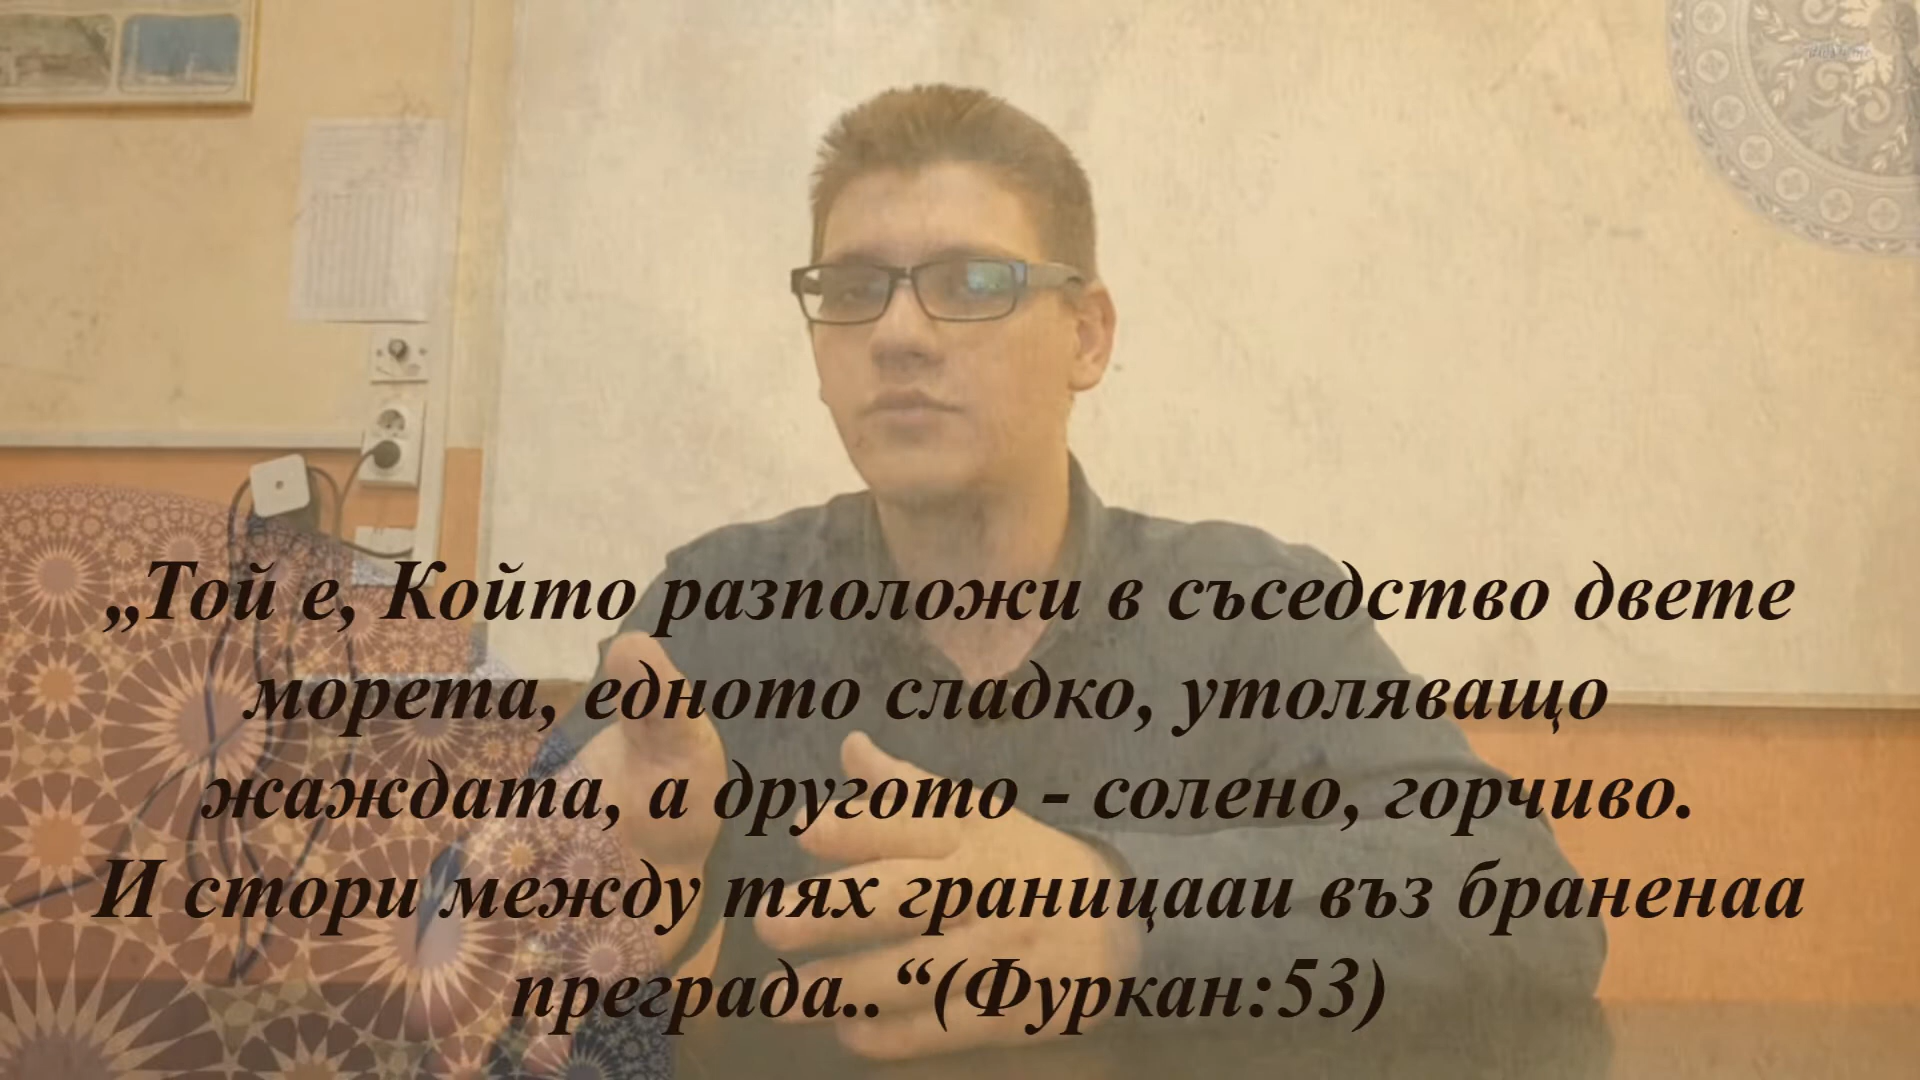 „Той е, Който разположи в съседство двете
морета, едното сладко, утоляващо
жаждата, а другото - солено, горчиво.
И стори между тях границааи въз браненаа
преграда..“(Фуркан:53)